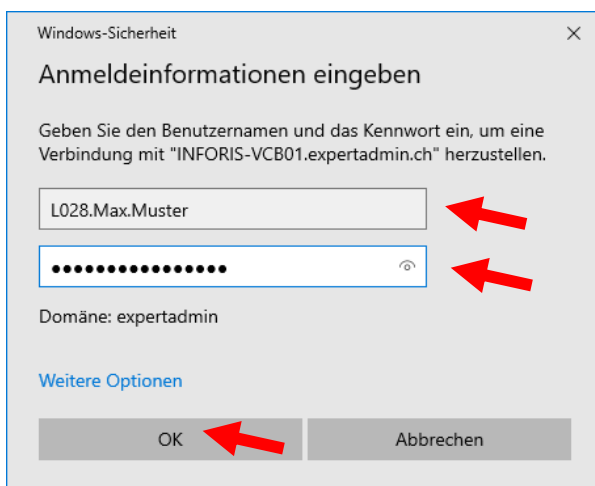 Windows-Sicherheit
Anmeldeinformationen eingeben
Geben Sie den Benutzernamen und das Kennwort ein, um eine
Verbindung mit "INFORIS-VCB01.expertadmin.ch" herzustellen.
L028.Max.Muster
●●●●●●●●●●●●●●●●
Domäne: expertadmin
Weitere Optionen
OK
Abbrechen